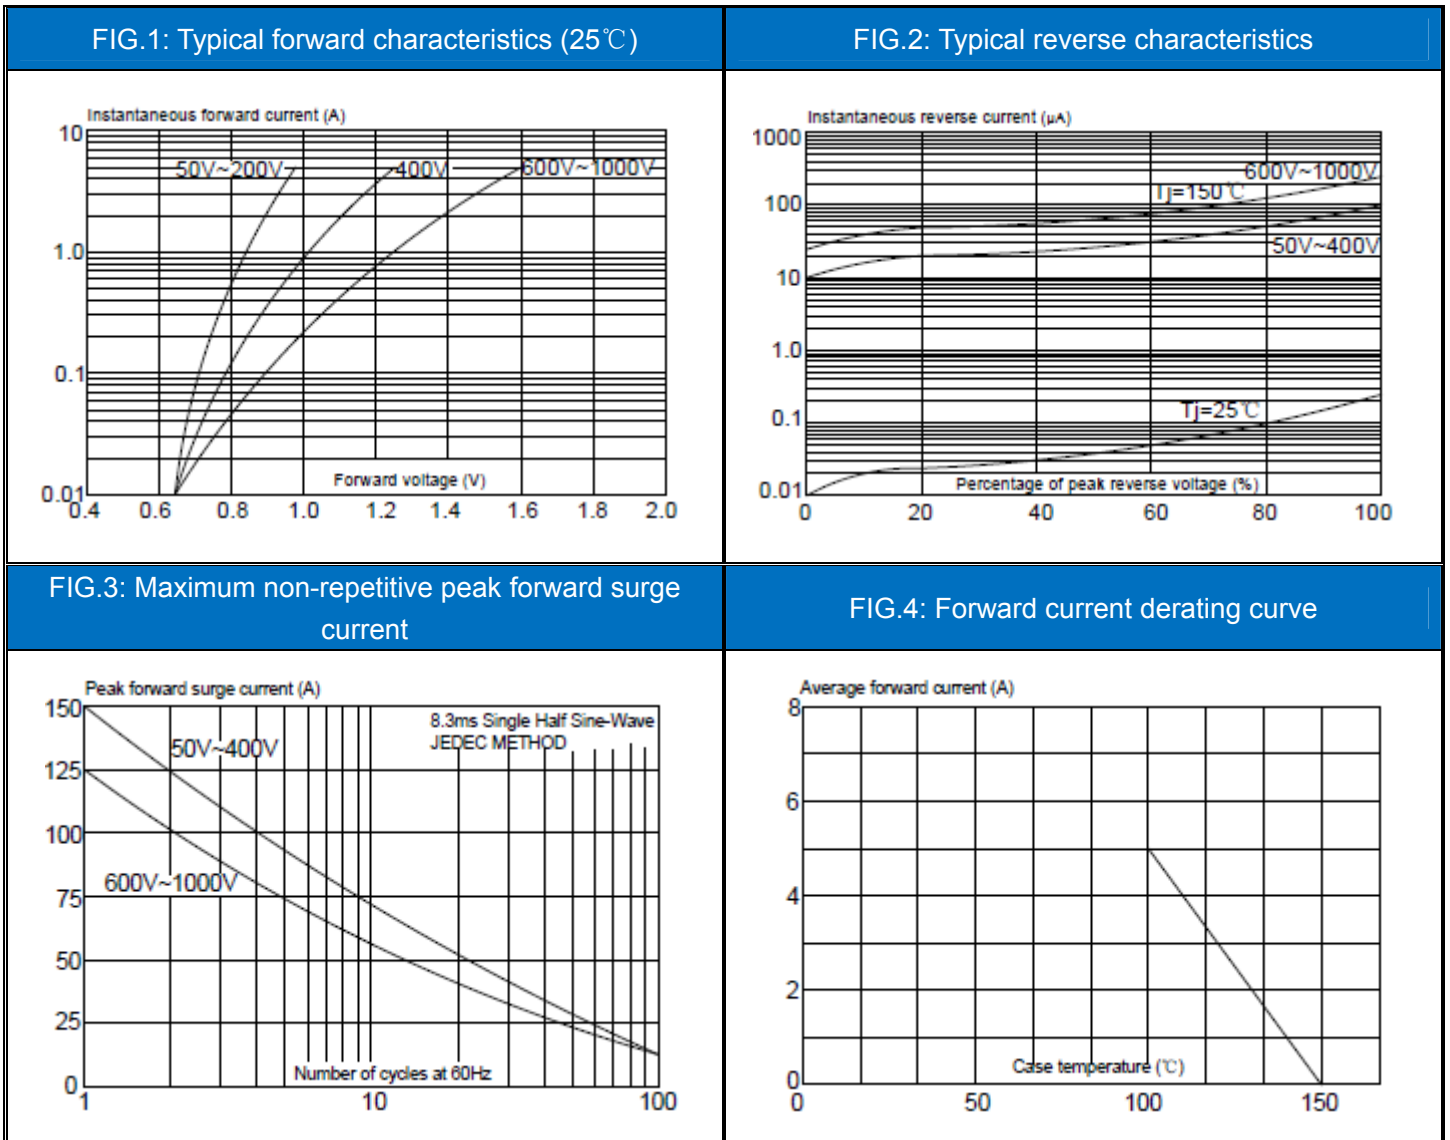 FIG.1: Typical forward characteristics (25℃)
Instantaneous forward current (A)
10
50V~200V
400V
600V~1000V
1.0
0.1
Forward voltage (V)
0.01
0.4 0.6 0.8 1.0 1.2 1.4 1.6 1.8 2.0
FIG.2: Typical reverse characteristics
Instantaneous reverse current (μA)
1000
600V~1000V
Tj=150℃
100
50V~400V
10
1.0
Tj=25℃
0.1
Percentage of peak reverse voltage (%)
0.01
0 20 40 60 80 100
FIG.3: Maximum non-repetitive peak forward surge
current
Peak forward surge current (A)
150
8.3ms Single Half Sine-Wave
JEDEC METHOD
50V~400V
125
100
600V~1000V
75
50
25
Number of cycles at 60Hz
0
1 10 100
FIG.4: Forward current derating curve
Average forward current (A)
8
6
4
2
Case temperature (℃)
0
0 50 100 150